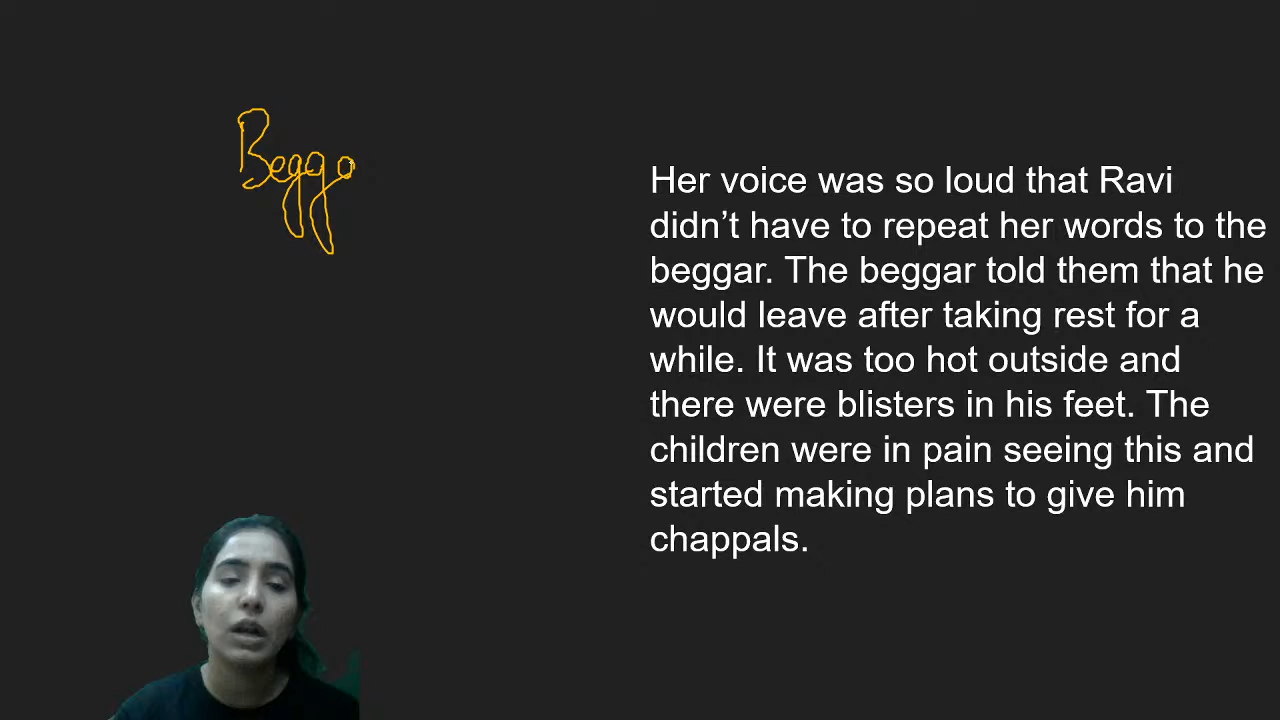 Begga
Her voice was so loud that Ravi
didn’t have to repeat her words to the
beggar. The beggar told them that he
would leave after taking rest for a
while. It was too hot outside and
there were blisters in his feet. The
children were in pain seeing this and
started making plans to give him
chappals.